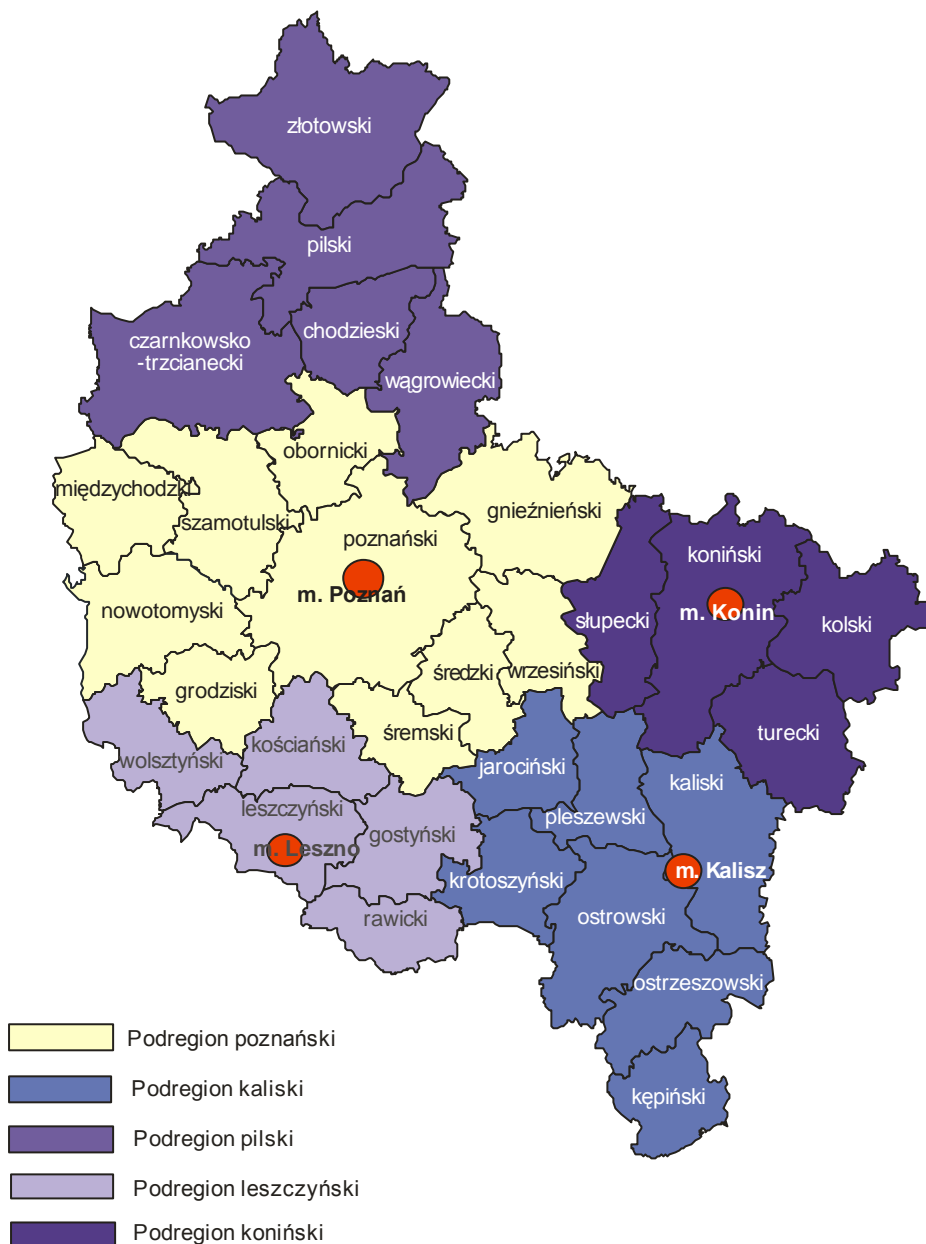 złotowski
pilski
czarnkowsko
-trzcianecki
chodzieski
wągrowiecki
obornicki
międzychodzki
szamotulski
gnieźnieński
poznański
m. Poznań
koniński
m. Konin
nowotomyski
słupecki
kolski
grodziski
średzki
wrzesiński
śremski
turecki
wolsztyński
kościański
jarociński
kaliski
leszczyński
m. Leszno
gostyński
pleszewski
krotoszyński
m. Kalisz
rawicki
ostrowski
ostrzeszowski
kępiński
Podregion poznański
Podregion kaliski
Podregion pilski
Podregion leszczyński
Podregion koniński